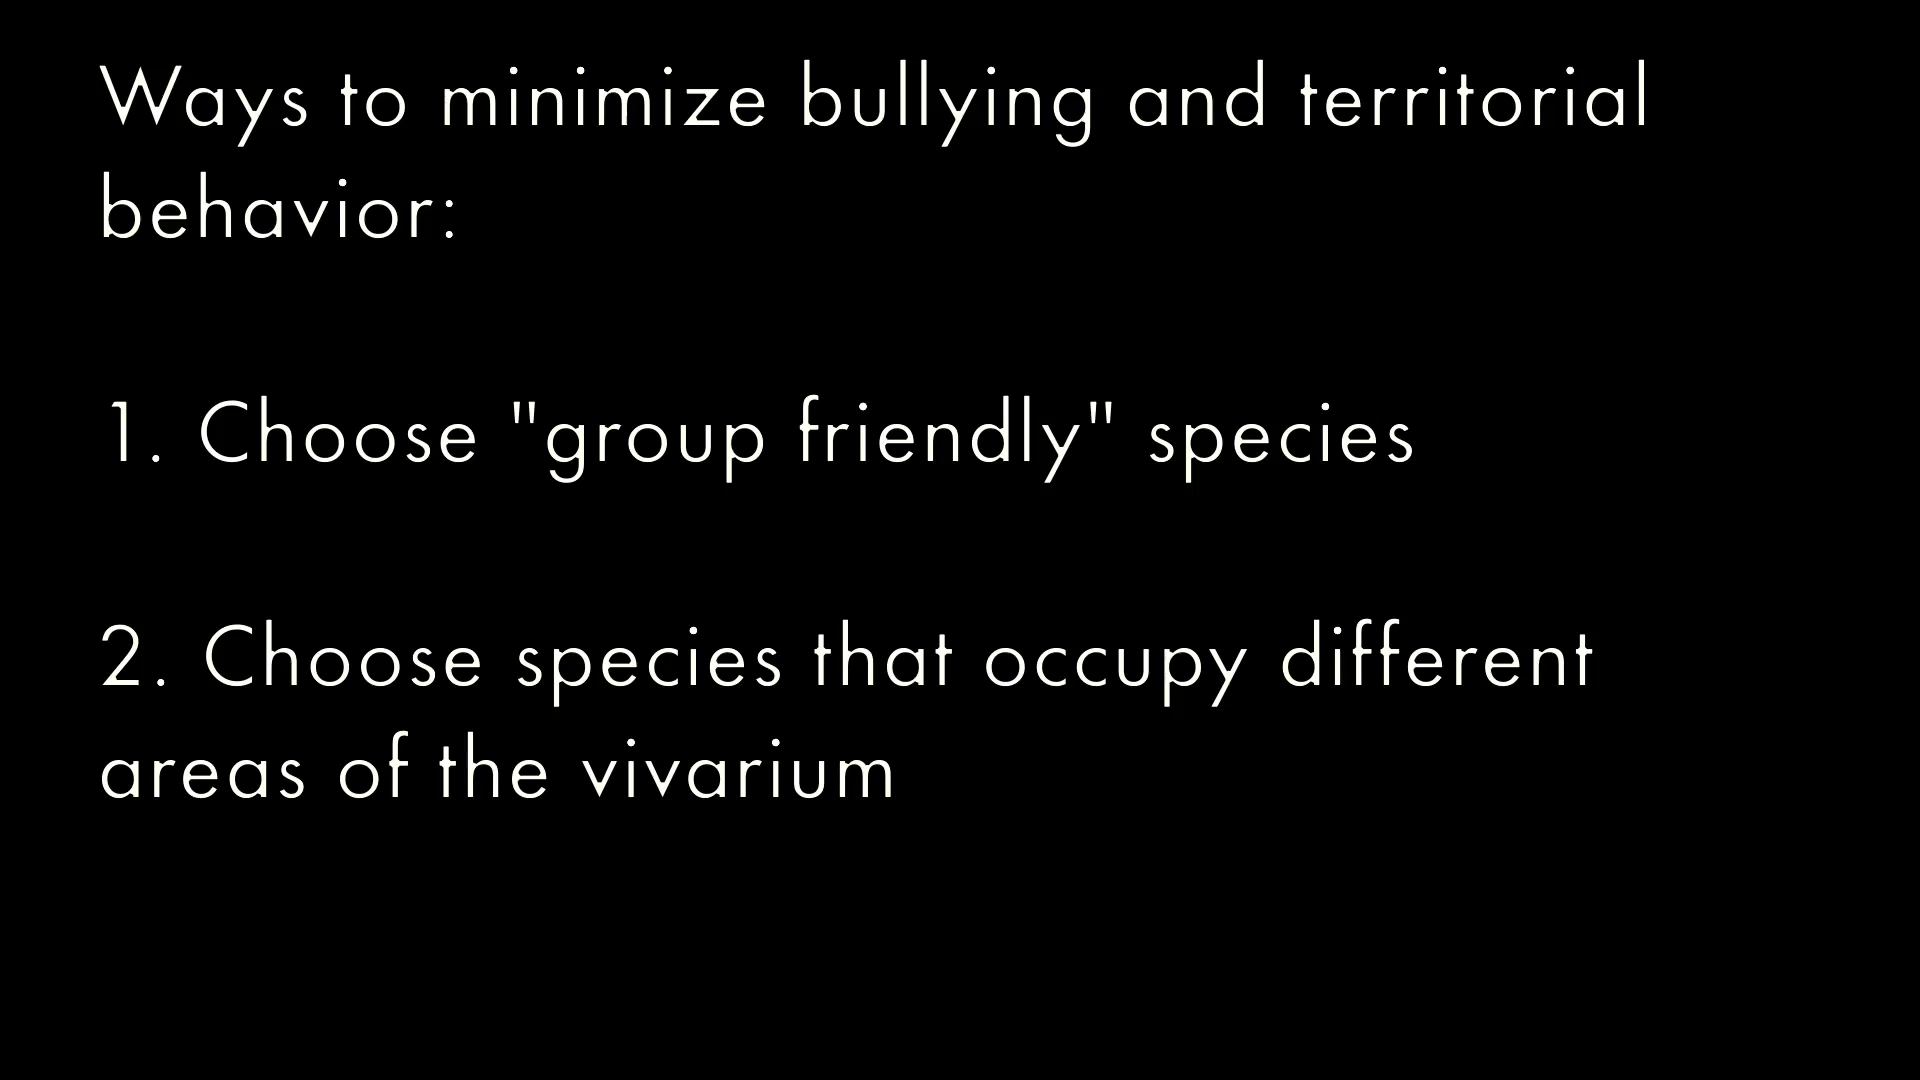 Ways to minimize bullying and territorial
behavior:
1. Choose "group friendly" species
2. Choose species that occupy different
areas of the vivarium